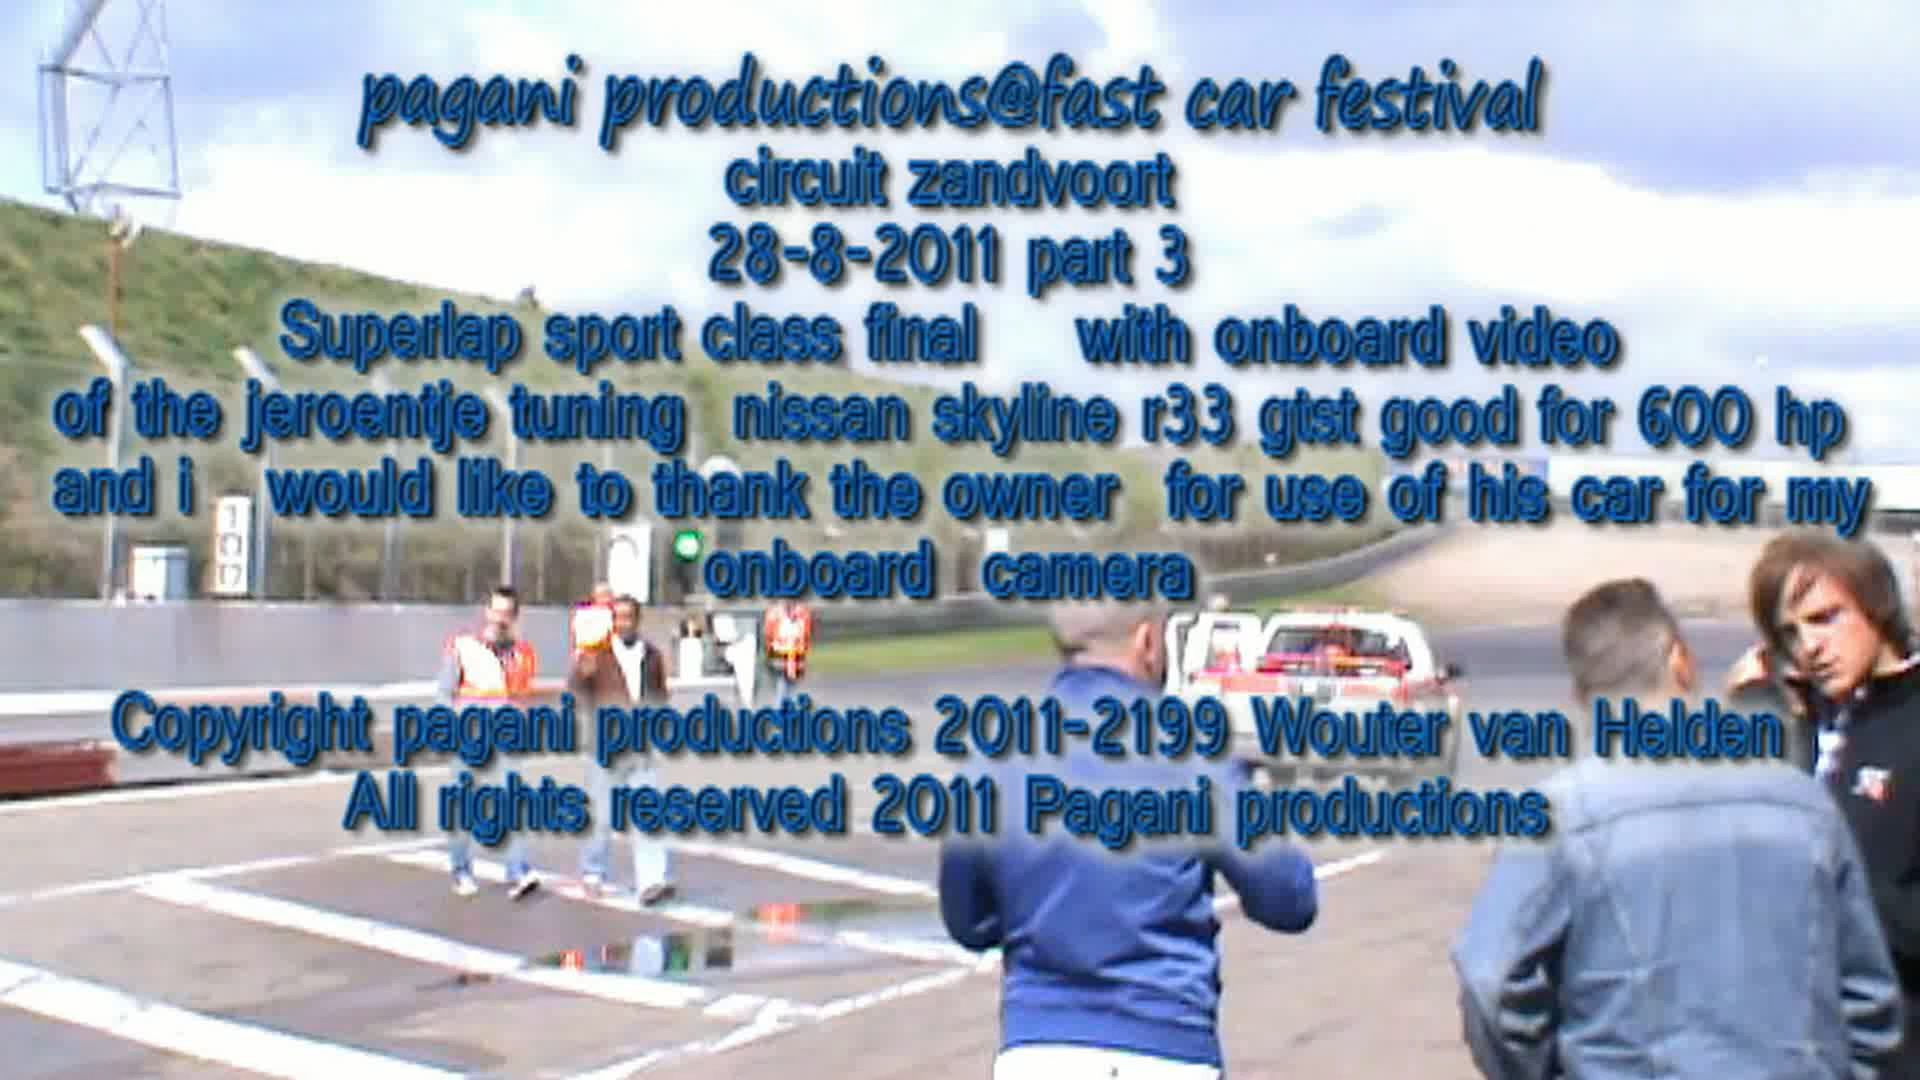 pagani productions@fast car festival
circuit zandvoort
28-8-2011 part 3
Superlap sport class final with onboard video
of the jeroentje tuning nissan skyline r33 gtst good for 600 hp
and i would like to thank the owner for use of his car for my
onboard camera
Copyright pagani productions 2011-2199 Wouter van Helden
All rights reserved 2011 Pagani productions